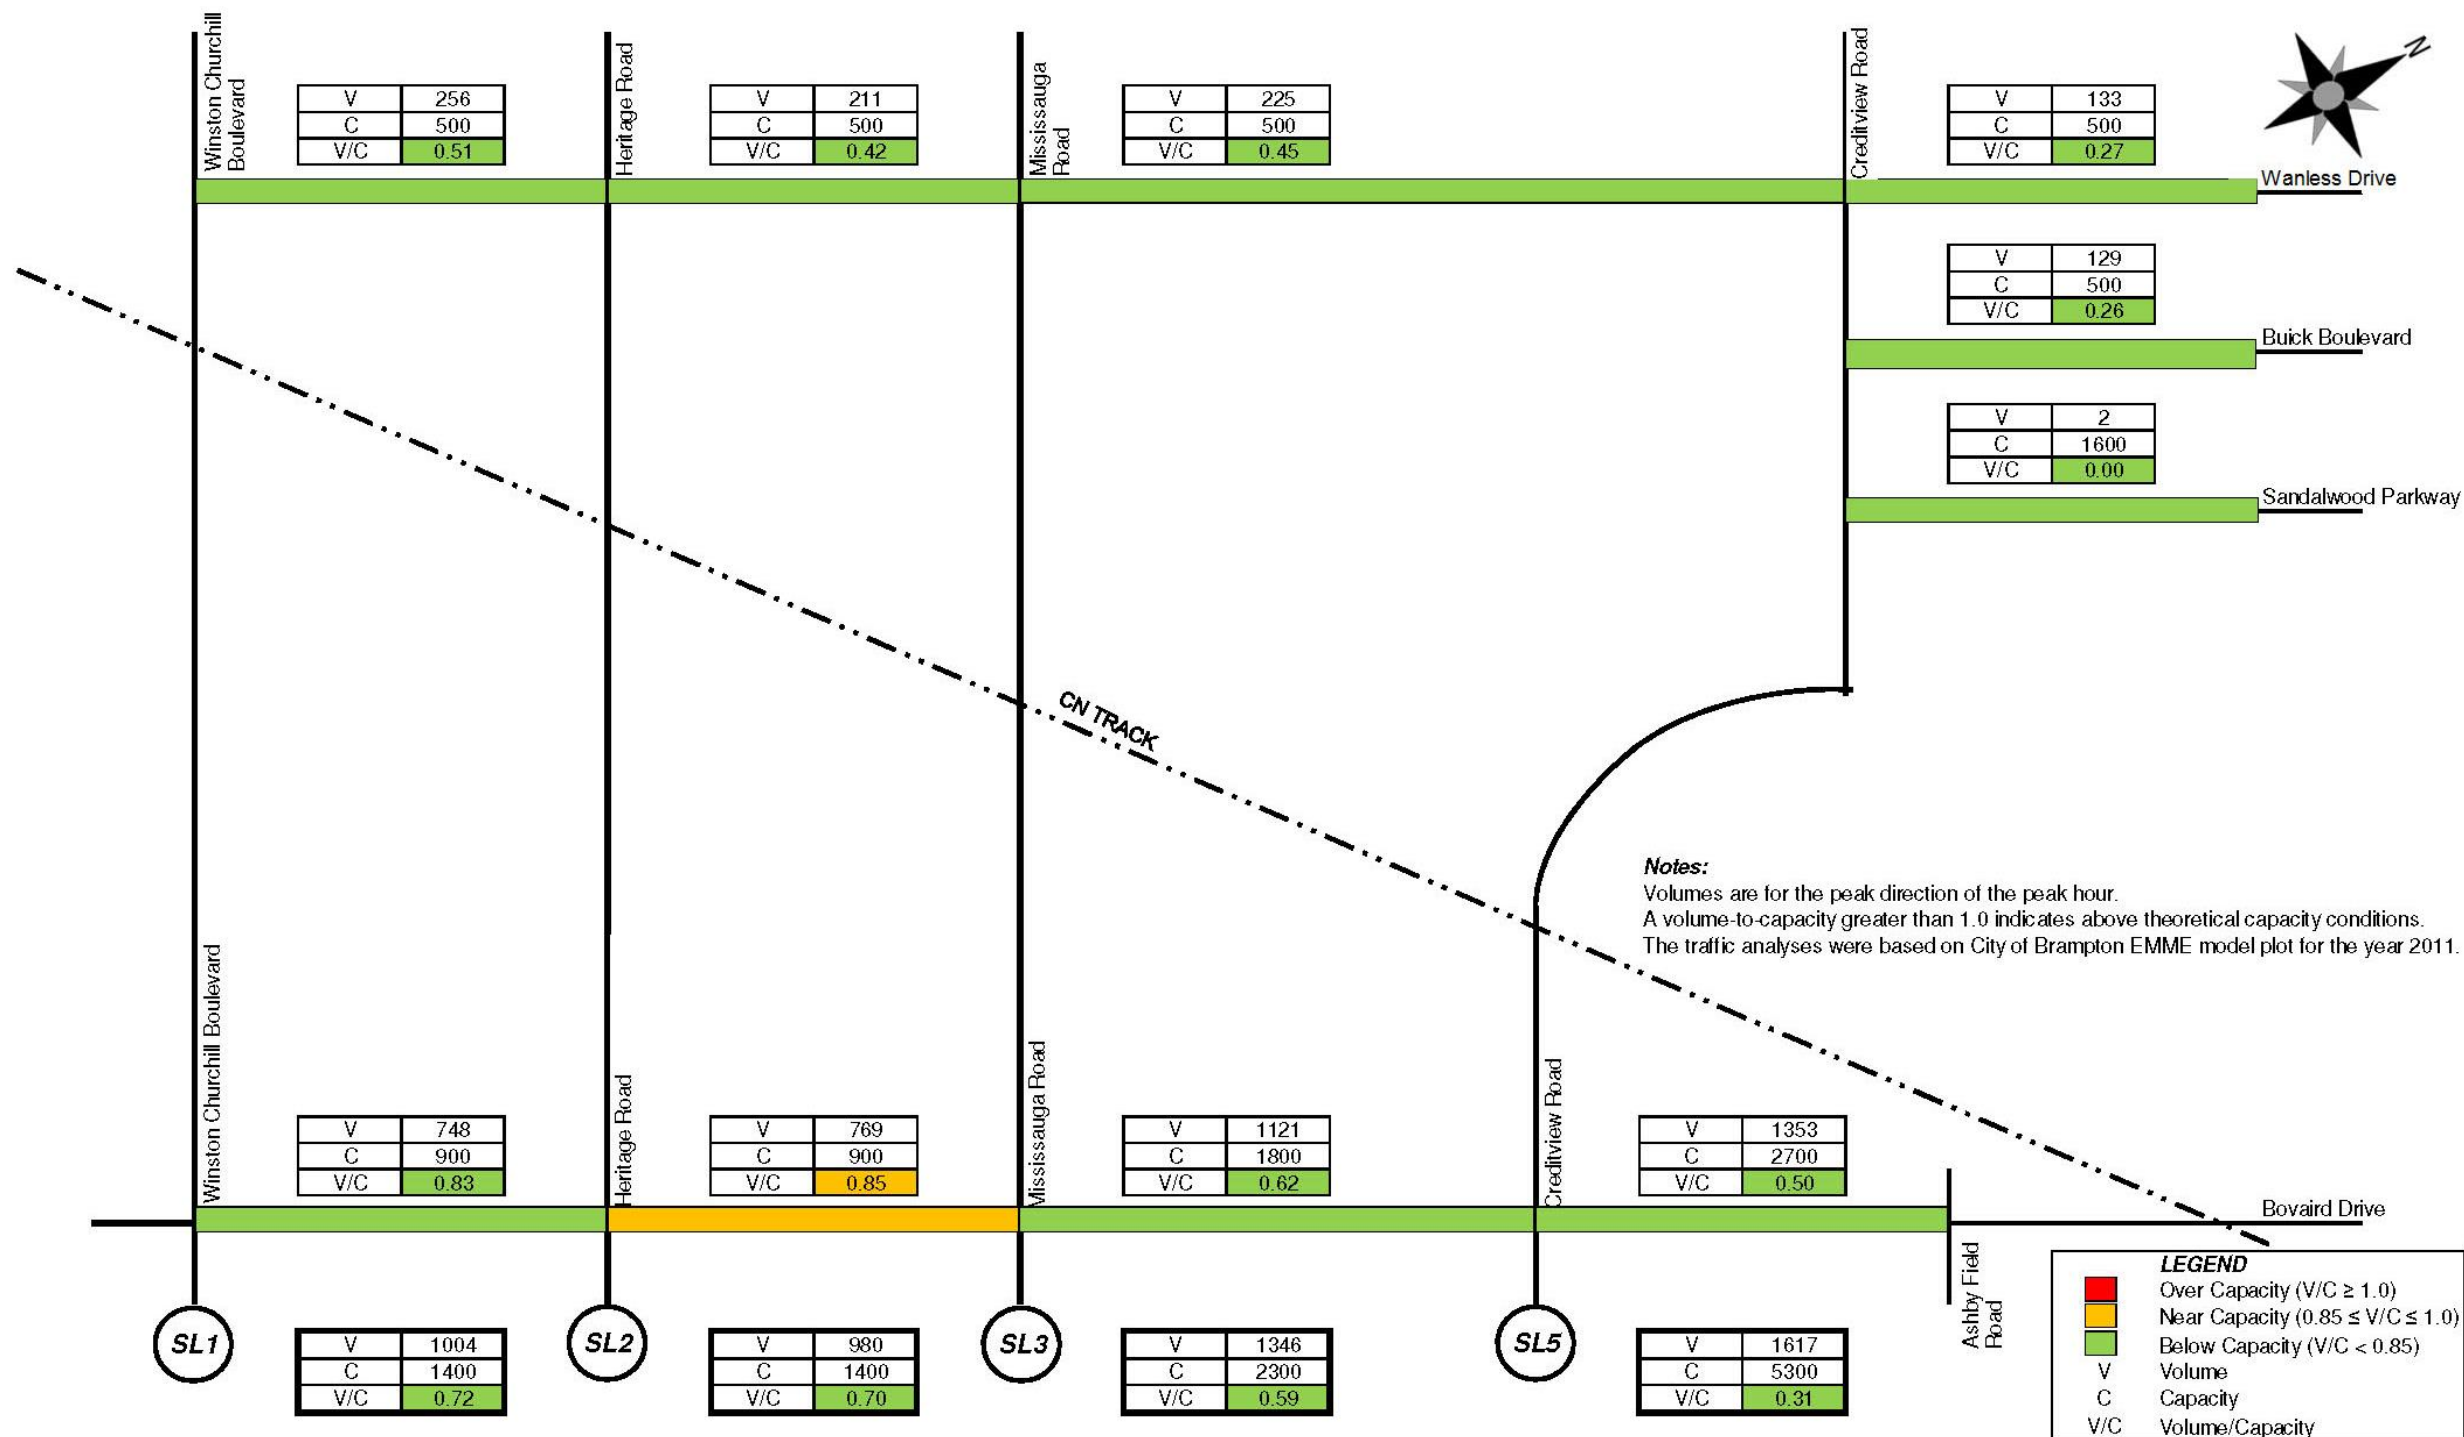 Winston Churchill
Boulevard
V 256
C 500
V/C 0.51
Heritage Road
V 211
C 500
V/C 0.42
Mississauga
Road
V 225
C 500
V/C 0.45
Creditview Road
V 133
C 500
V/C 0.27
N
Wanless Drive
V 129
C 500
V/C 0.26
Buick Boulevard
V 2
C 1600
V/C 0.00
Sandalwood Parkway
CN TRACK
Notes:
Volumes are for the peak direction of the peak hour.
A volume-to-capacity greater than 1.0 indicates above theoretical capacity conditions.
The traffic analyses were based on City of Brampton EMME model plot for the year 2011.
Winston Churchill Boulevard
V 748
C 900
V/C 0.83
Heritage Road
V 769
C 900
V/C 0.85
Mississauga Road
V 1121
C 1800
V/C 0.62
Creditview Road
V 1353
C 2700
V/C 0.50
Bovaird Drive
Ashby Field
Road
SL1
V 1004
C 1400
V/C 0.72
SL2
V 980
C 1400
V/C 0.70
SL3
V 1346
C 2300
V/C 0.59
SL5
V 1617
C 5300
V/C 0.31
LEGEND
Over Capacity (V/C ≥ 1.0)
Near Capacity (0.85 ≤ V/C ≤ 1.0)
Below Capacity (V/C < 0.85)
V Volume
C Capacity
V/C Volume/Capacity